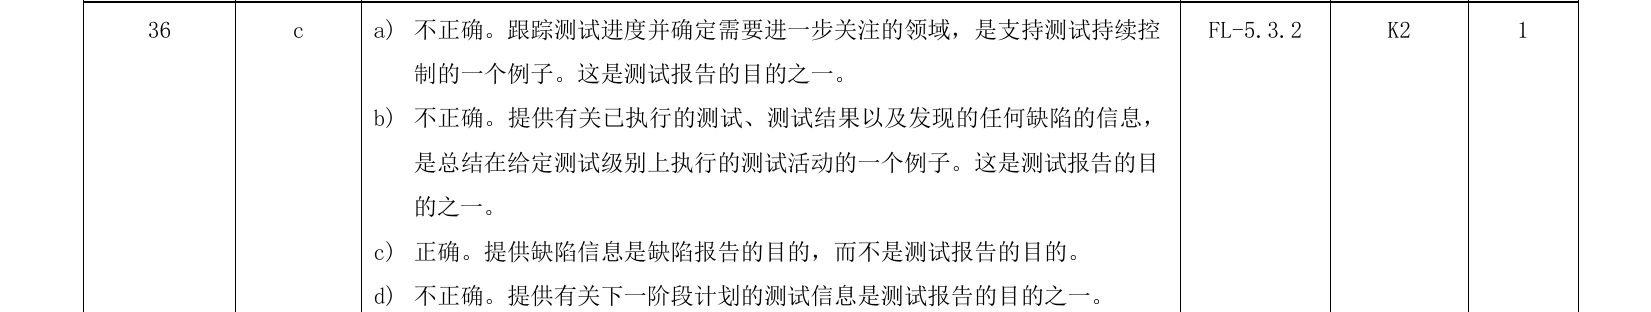 36 c a) 不正确。跟踪测试进度并确定需要进一步关注的领域，是支持测试持续控 FL-5.3.2 K2 1
制的一个例子。这是测试报告的目的之一。
b) 不正确。提供有关已执行的测试、测试结果以及发现的任何缺陷的信息，
是总结在给定测试级别上执行的测试活动的一个例子。这是测试报告的目
的之一。
c) 正确。提供缺陷信息是缺陷报告的目的，而不是测试报告的目的。
d) 不正确。提供有关下一阶段计划的测试信息是测试报告的目的之一。